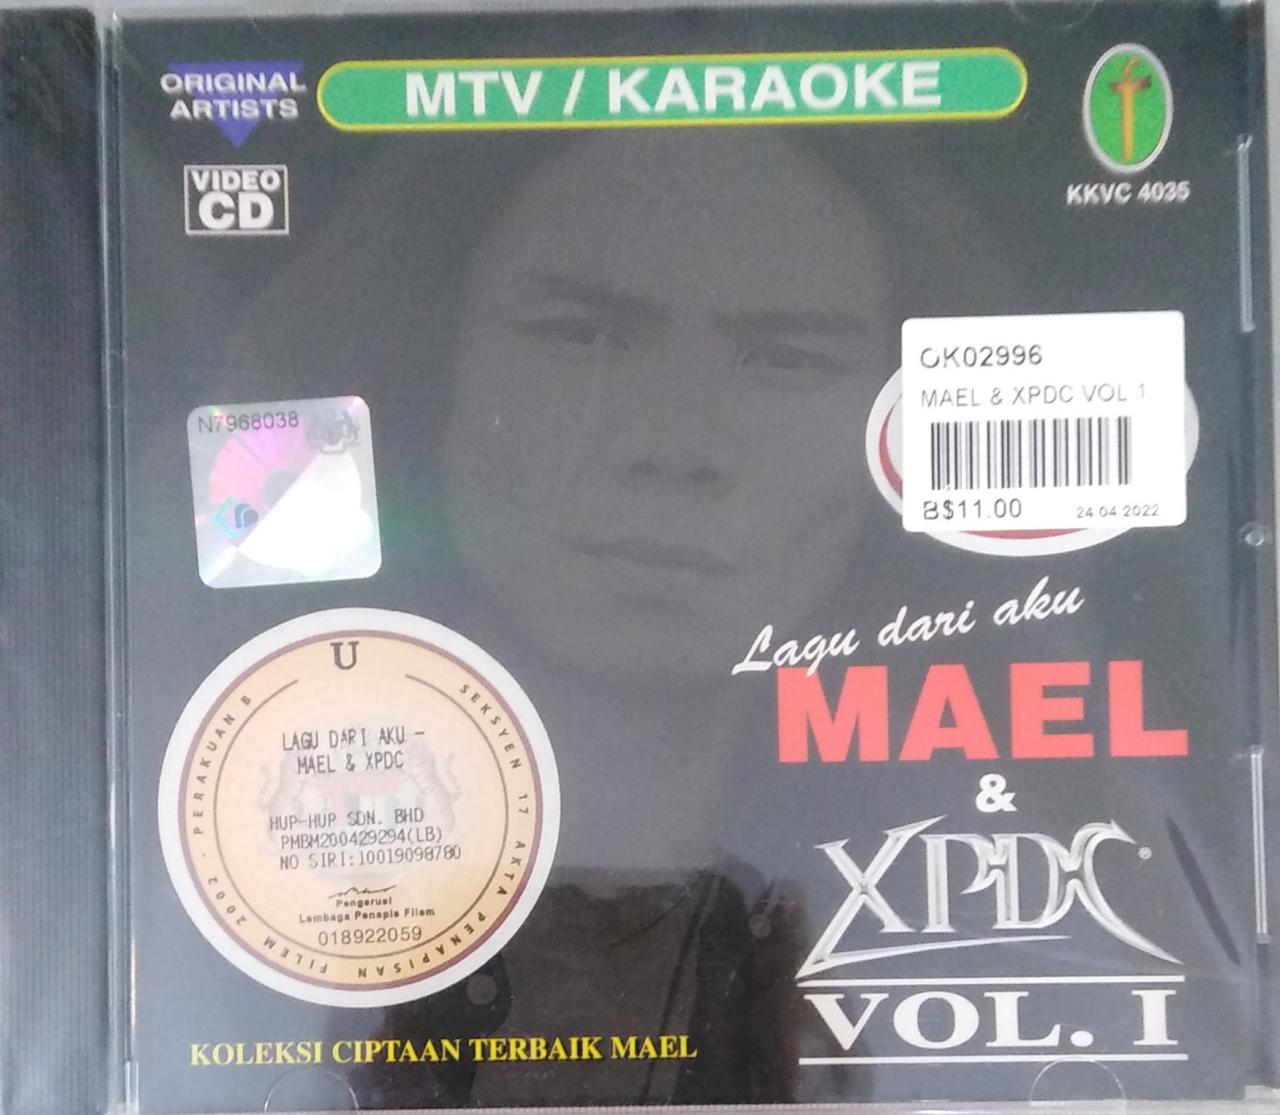 ORIGINAL
ARTISTS
MTV / KARAOKE
VIDEO
CD
KKVC 4035
OK02996
MAEL & XPDC VOL 1
B$11.00
24 04 2022
N7968038
Lagu dari aku
MAEL
&
XPDC
VOL. I
U
PERAKUAN B
SEKSYEN 17 AKTA PENAPISAN FILEM 2002
LAGU DARI AKU -
MAEL & XPDC
HUP-HUP SDN. BHD
PMBM200429294(LB)
NO SIRI:10019098780
Pengerusi
Lembaga Penapis Filem
018922059
KOLEKSI CIPTAAN TERBAIK MAEL